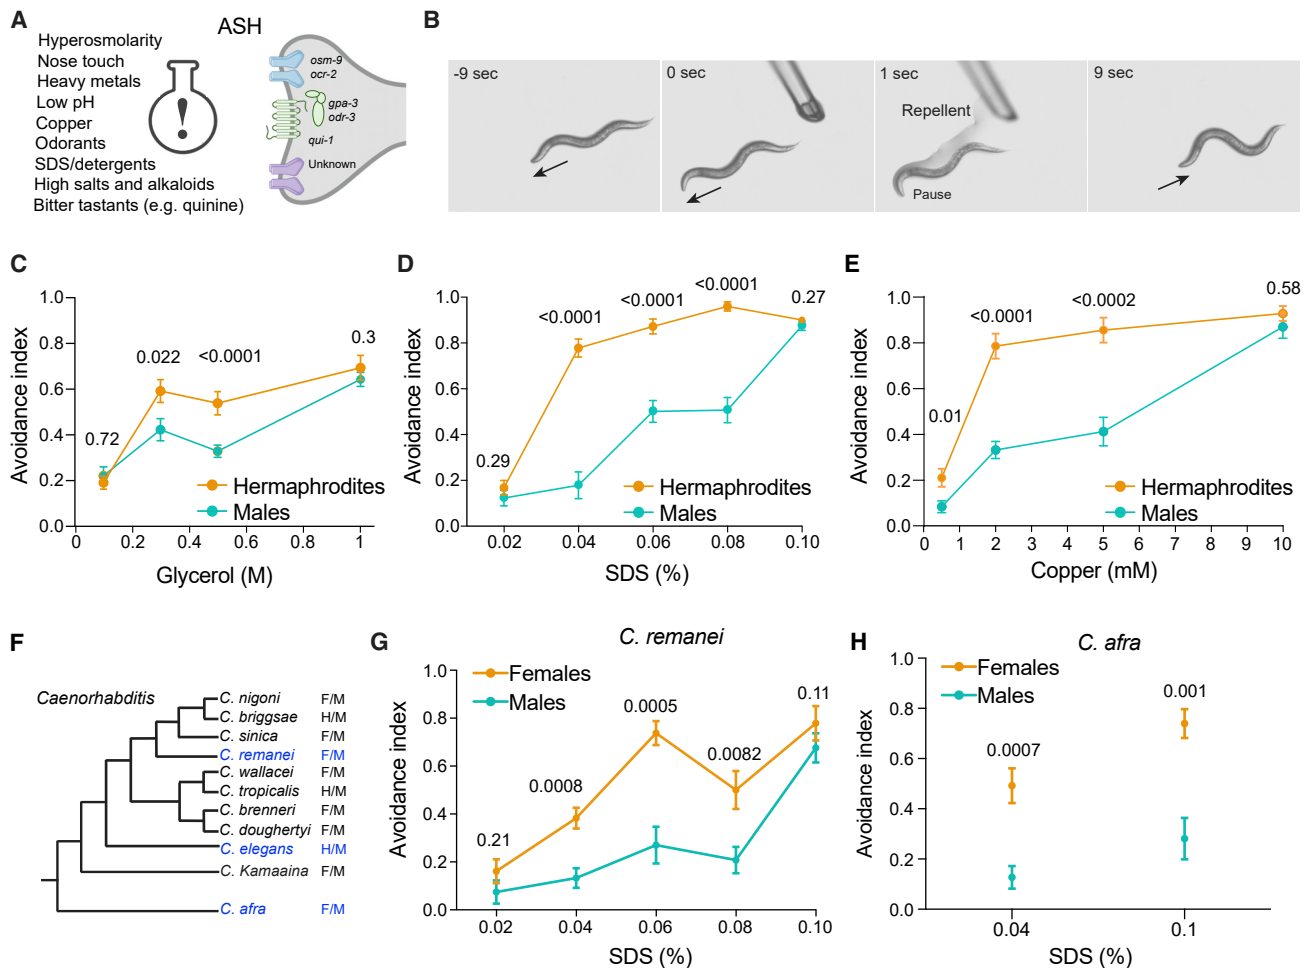 A
ASH
Hyperosmolarity
Nose touch
Heavy metals
Low pH
Copper
Odorants
SDS/detergents
High salts and alkaloids
Bitter tastants (e.g. quinine)
osm-9
ocr-2
gpa-3
odr-3
qui-1
Unknown
B
-9 sec
0 sec
1 sec
Repellent
Pause
9 sec
C
Avoidance index
1.0
0.8
0.6
0.4
0.2
0.0
0.72
0.022
<0.0001
0.3
Hermaphrodites
Males
0 0.2 0.4 0.6 0.8 1
Glycerol (M)
D
Avoidance index
1.0
0.8
0.6
0.4
0.2
0.0
0.29
<0.0001
<0.0001
<0.0001
0.27
Hermaphrodites
Males
0.02 0.04 0.06 0.08 0.10
SDS (%)
E
Avoidance index
1.0
0.8
0.6
0.4
0.2
0.0
0.01
<0.0001
<0.0002
0.58
Hermaphrodites
Males
0 1 2 3 4 5 6 7 8 9 10
Copper (mM)
F
Caenorhabditis
C. nigoni F/M
C. briggsae H/M
C. sinica F/M
C. remanei F/M
C. wallacei F/M
C. tropicalis H/M
C. brenneri F/M
C. doughertyi F/M
C. elegans H/M
C. Kamaaina F/M
C. afra F/M
G
C. remanei
Avoidance index
1.0
0.8
0.6
0.4
0.2
0.0
Females
Males
0.21
0.0008
0.0005
0.0082
0.11
0.02 0.04 0.06 0.08 0.10
SDS (%)
H
C. afra
Avoidance index
1.0
0.8
0.6
0.4
0.2
0.0
Females
Males
0.0007
0.001
0.04 0.1
SDS (%)